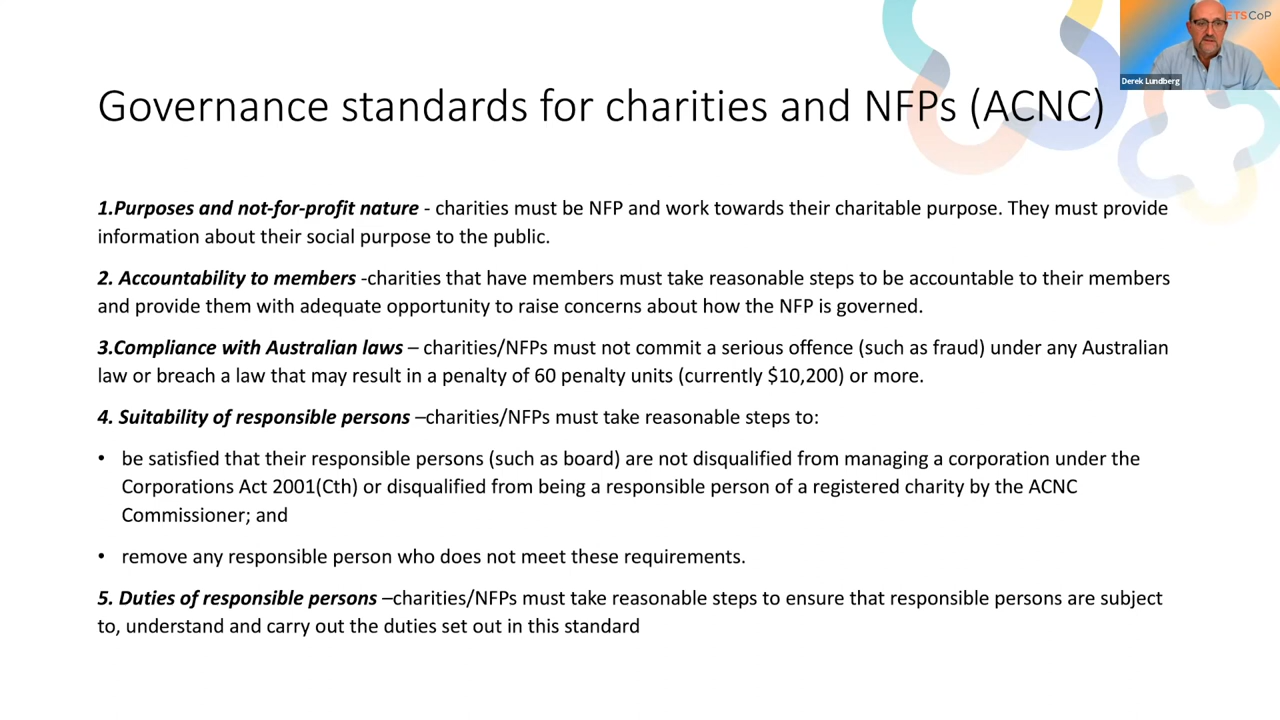 ETSCoP
Derek Lundberg
Governance standards for charities and NFPs (ACNC)
1.Purposes and not-for-profit nature - charities must be NFP and work towards their charitable purpose. They must provide
information about their social purpose to the public.
2. Accountability to members -charities that have members must take reasonable steps to be accountable to their members
and provide them with adequate opportunity to raise concerns about how the NFP is governed.
3.Compliance with Australian laws – charities/NFPs must not commit a serious offence (such as fraud) under any Australian
law or breach a law that may result in a penalty of 60 penalty units (currently $10,200) or more.
4. Suitability of responsible persons –charities/NFPs must take reasonable steps to:
• be satisfied that their responsible persons (such as board) are not disqualified from managing a corporation under the
Corporations Act 2001(Cth) or disqualified from being a responsible person of a registered charity by the ACNC
Commissioner; and
• remove any responsible person who does not meet these requirements.
5. Duties of responsible persons –charities/NFPs must take reasonable steps to ensure that responsible persons are subject
to, understand and carry out the duties set out in this standard